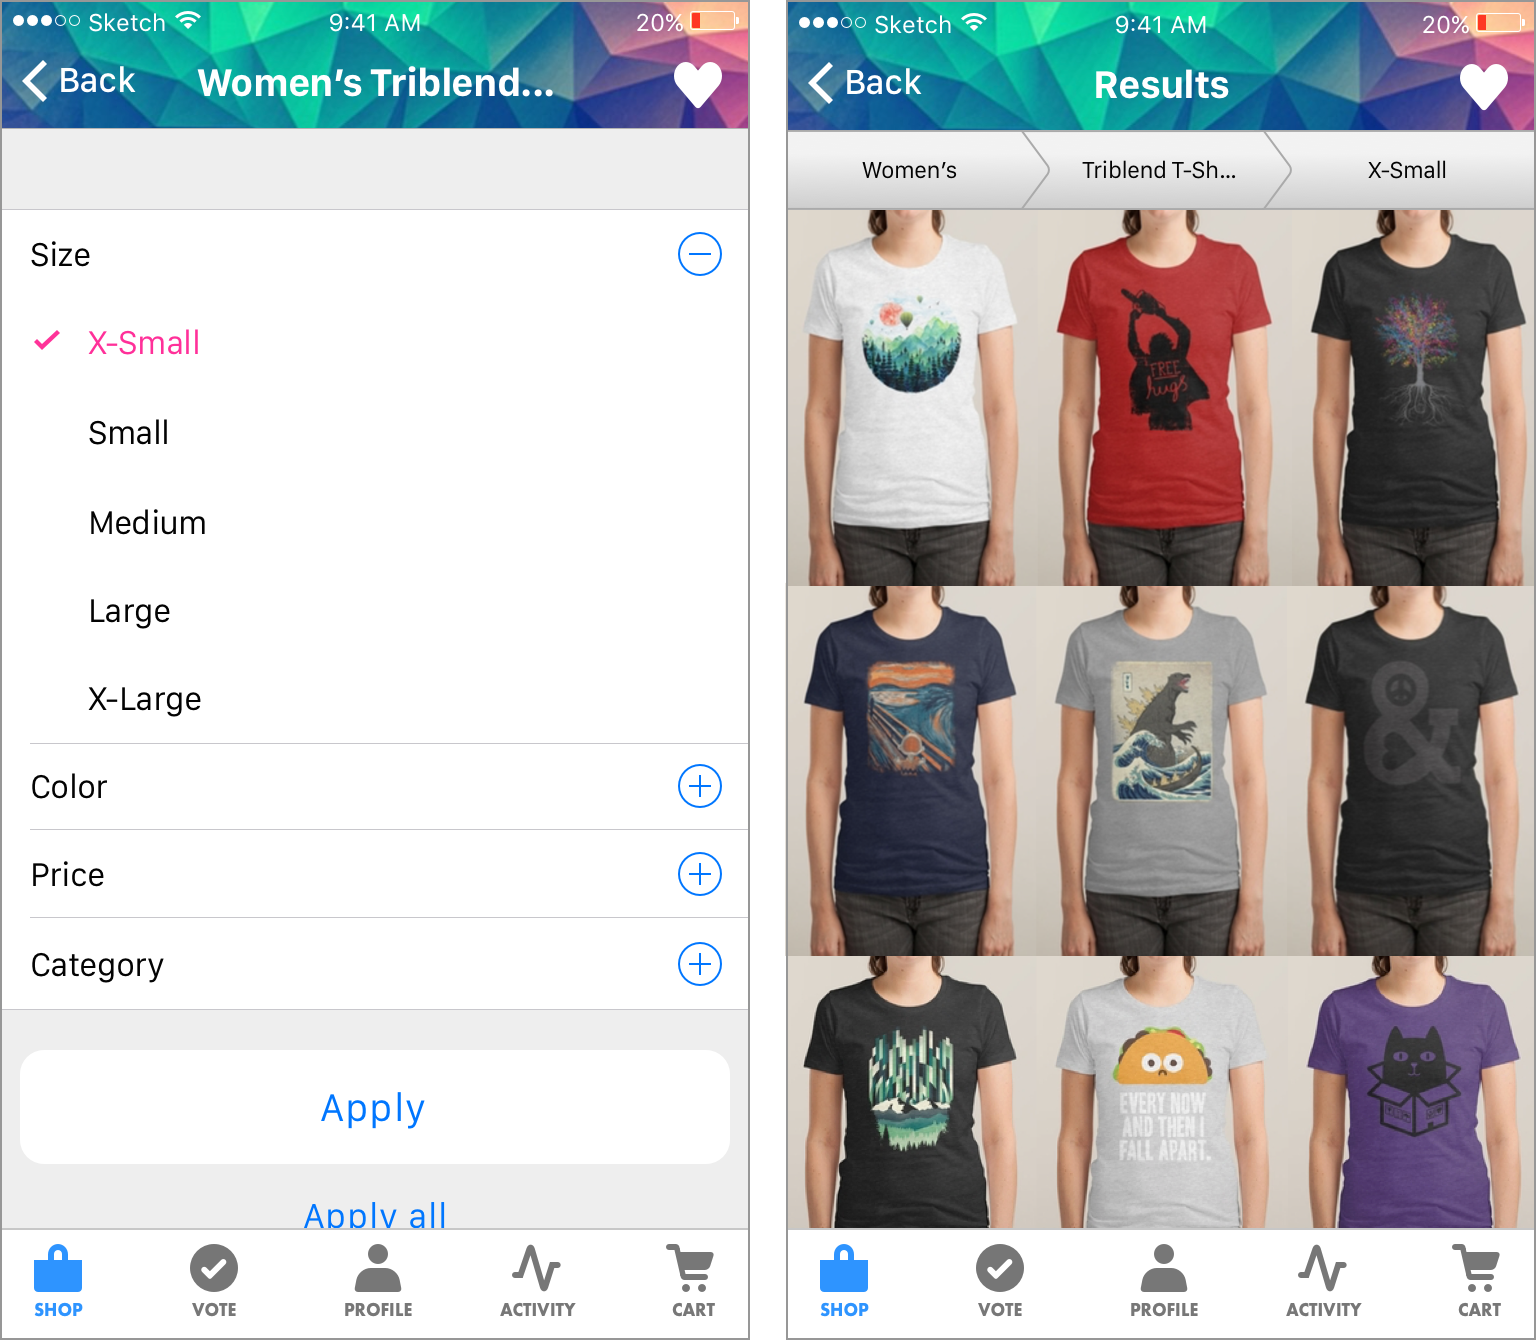 Sketch 9:41 AM 20%
Back Women’s Triblend...
Size
X-Small
Small
Medium
Large
X-Large
Color
Price
Category
Apply
Apply all
SHOP VOTE PROFILE ACTIVITY CART
Sketch 9:41 AM 20%
Back Results
Women’s Triblend T-Sh... X-Small
FREE
hugs
EVERY NOW
AND THEN I
FALL APART.
SHOP VOTE PROFILE ACTIVITY CART